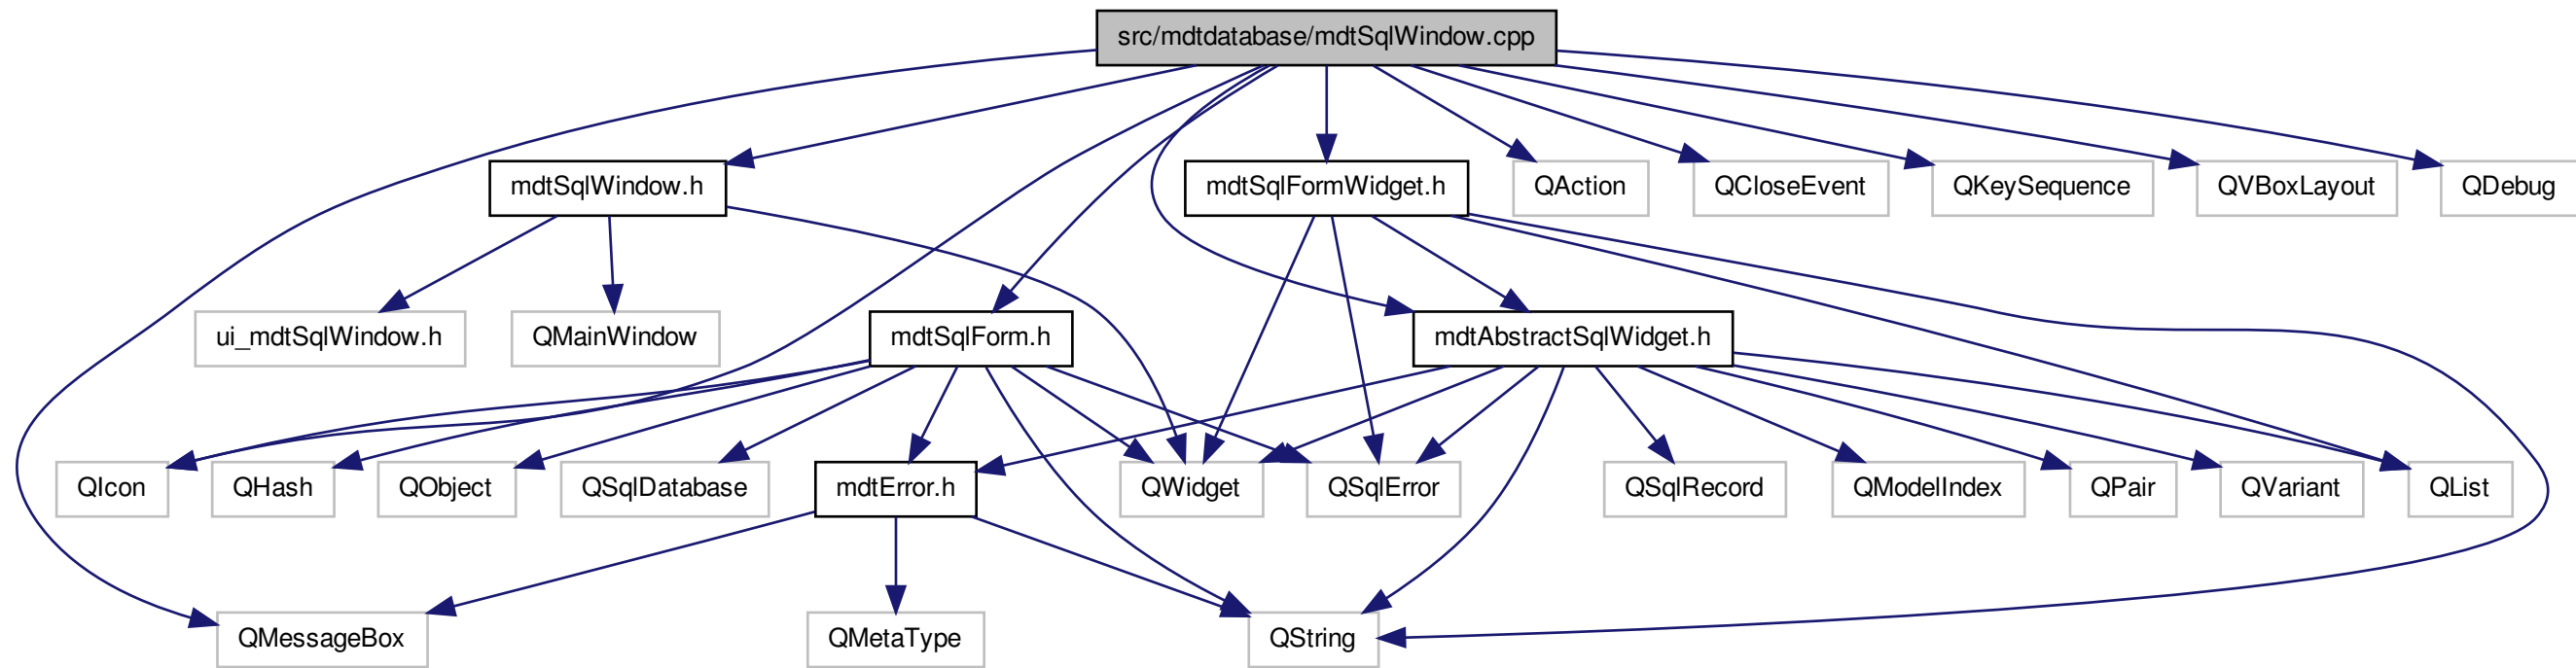 src/mdtdatabase/mdtSqlWindow.cpp
mdtSqlWindow.h
mdtSqlFormWidget.h
QAction
QCloseEvent
QKeySequence
QVBoxLayout
QDebug
ui_mdtSqlWindow.h
QMainWindow
mdtSqlForm.h
mdtAbstractSqlWidget.h
QIcon
QHash
QObject
QSqlDatabase
mdtError.h
QWidget
QSqlError
QSqlRecord
QModelIndex
QPair
QVariant
QList
QMessageBox
QMetaType
QString